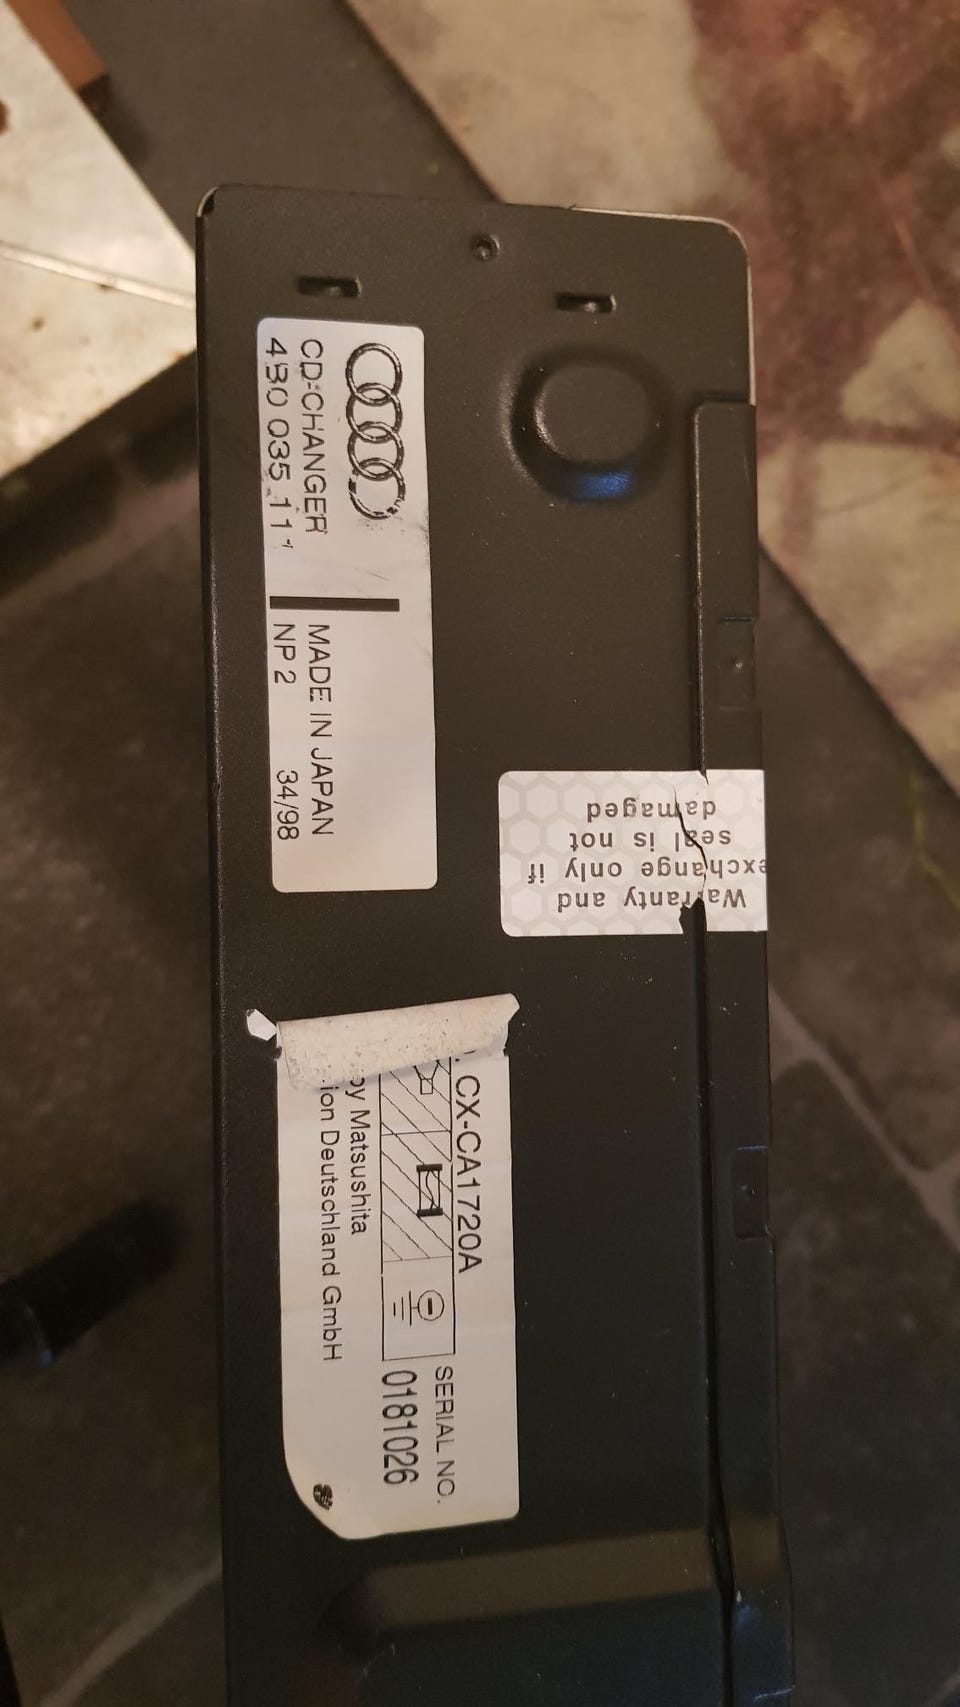 CD-CHANGER
4B0 035 111
MADE IN JAPAN
NP 2 34/98
Warranty and
exchange only if
seal is not
damaged
CX-CA1720A
SERIAL NO.
0181026
by Matsushita
ion Deutschland GmbH